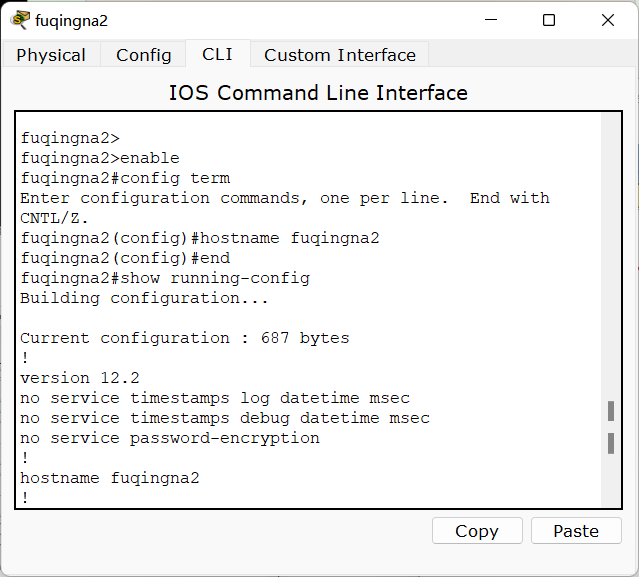 fuqingna2
Physical Config CLI Custom Interface
IOS Command Line Interface
fuqingna2>
fuqingna2>enable
fuqingna2#config term
Enter configuration commands, one per line.  End with
CNTL/Z.
fuqingna2(config)#hostname fuqingna2
fuqingna2(config)#end
fuqingna2#show running-config
Building configuration...
Current configuration : 687 bytes
!
version 12.2
no service timestamps log datetime msec
no service timestamps debug datetime msec
no service password-encryption
!
hostname fuqingna2
!
Copy Paste